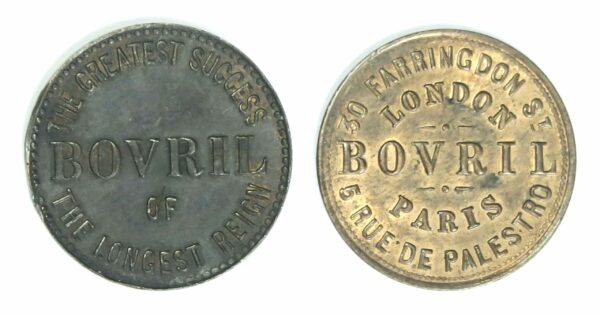 THE GREATEST SUCCESS
BOVRIL
OF
THE LONGEST REIGN
30 FARRINGDON ST
LONDON
BOVRIL
PARIS
5 RUE DE PALESTRO